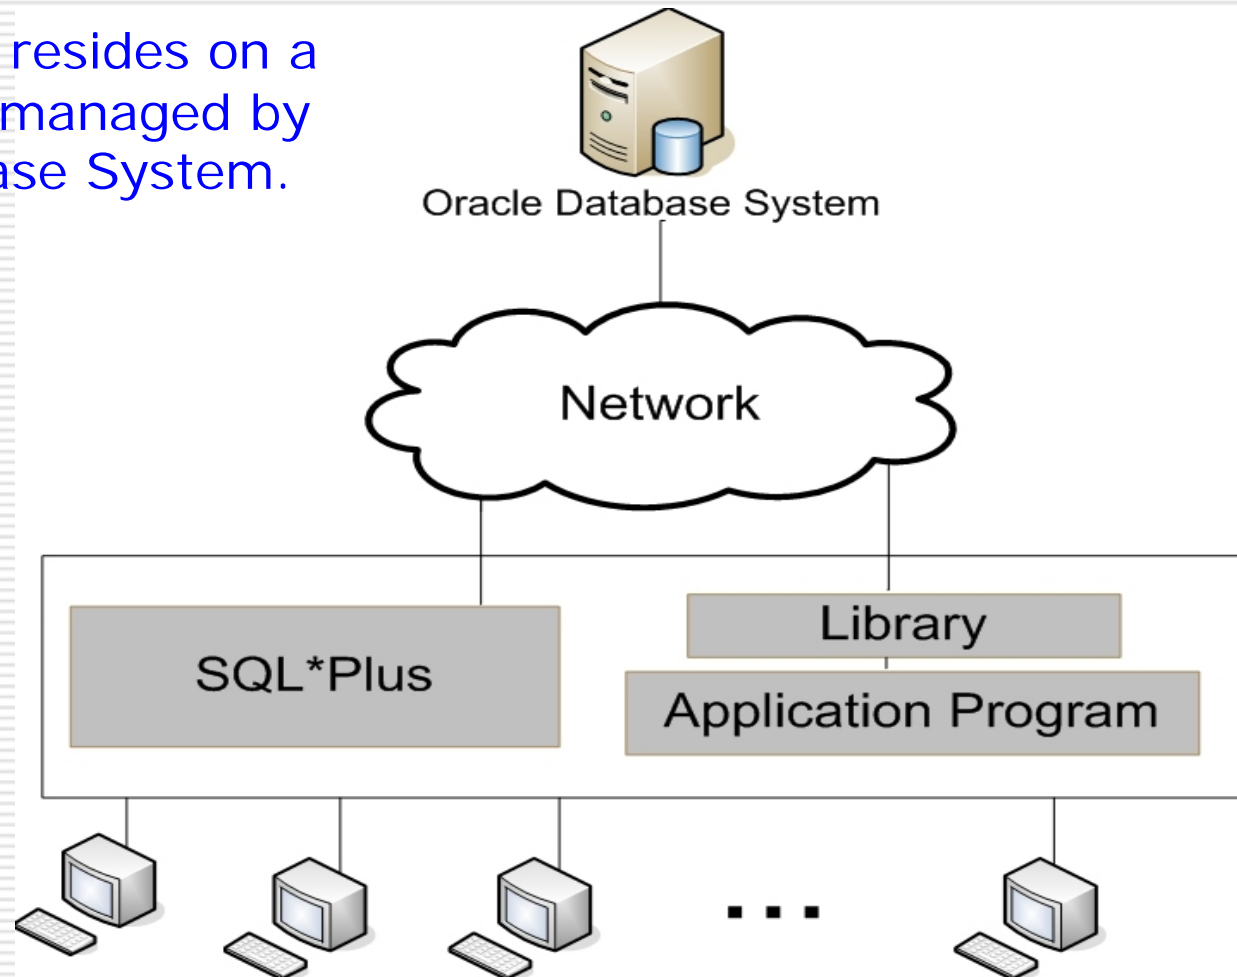 resides on a
managed by
ase System.
Oracle Database System
Network
SQL*Plus
Library
Application Program
...